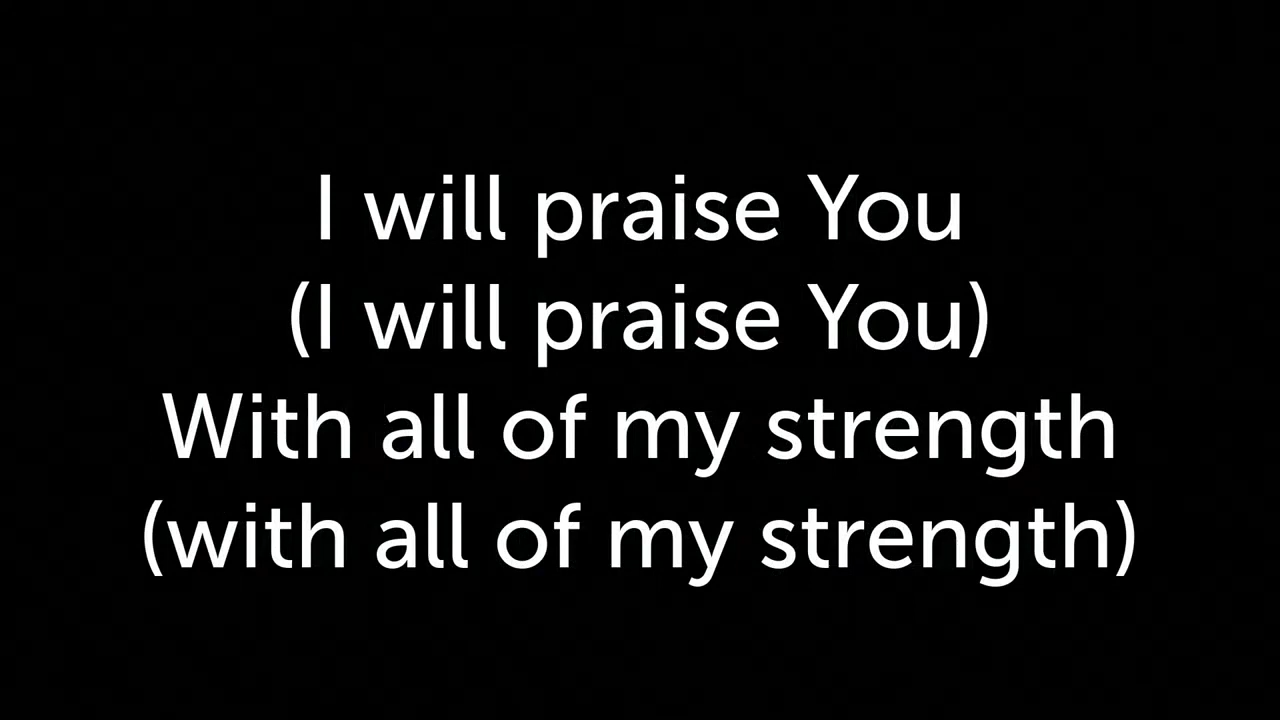 I will praise You
(I will praise You)
With all of my strength
(with all of my strength)